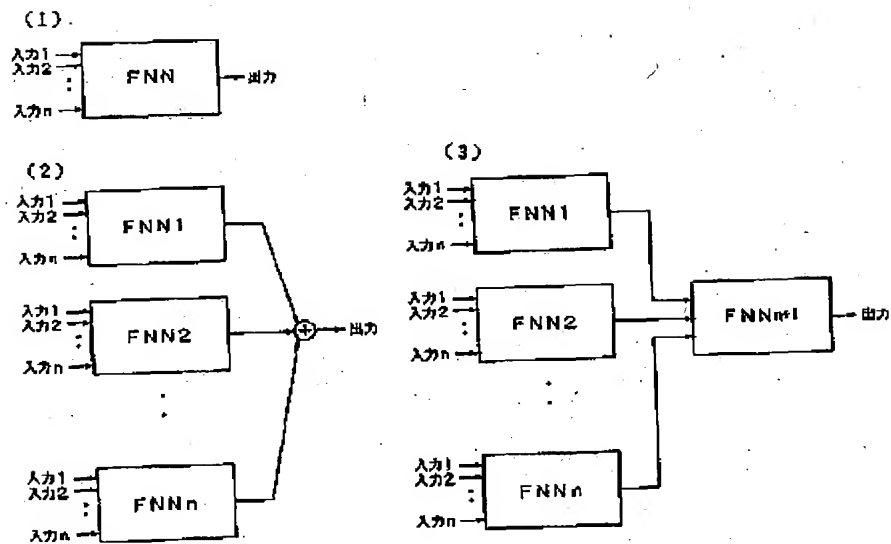 (1)
入力1
入力2
⋮
入力n
FNN
出力
(2)
入力1
入力2
⋮
入力n
FNN1
入力1
入力2
⋮
入力n
FNN2
+
出力
⋮
入力1
入力2
⋮
入力n
FNNn
(3)
入力1
入力2
⋮
入力n
FNN1
入力1
入力2
⋮
入力n
FNN2
FNNn+1
出力
⋮
入力1
入力2
⋮
入力n
FNNn